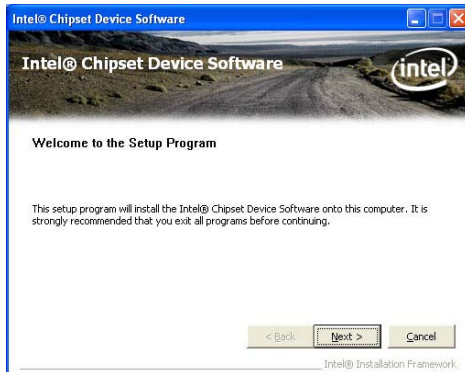 Intel® Chipset Device Software
Intel® Chipset Device Software
intel®
Welcome to the Setup Program
This setup program will install the Intel® Chipset Device Software onto this computer. It is
strongly recommended that you exit all programs before continuing.
< Back
Next >
Cancel
Intel® Installation Framework